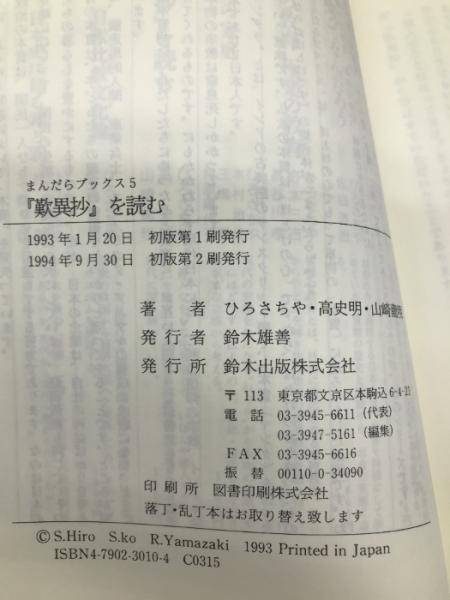 まんだらブックス5
『歎異抄』を読む
1993年1月20日　初版第1刷発行
1994年9月30日　初版第2刷発行
著者　ひろさちや・高史明・山崎
発行者　鈴木雄善
発行所　鈴木出版株式会社
〒113　東京都文京区本駒込6-4-21
電話　03-3945-6611（代表）
03-3947-5161（編集）
FAX　03-3945-6616
振替　00110-0-34090
印刷所　図書印刷株式会社
落丁・乱丁本はお取り替え致します
©S.Hiro　S.ko　R.Yamazaki　1993 Printed in Japan
ISBN4-7902-3010-4　C0315